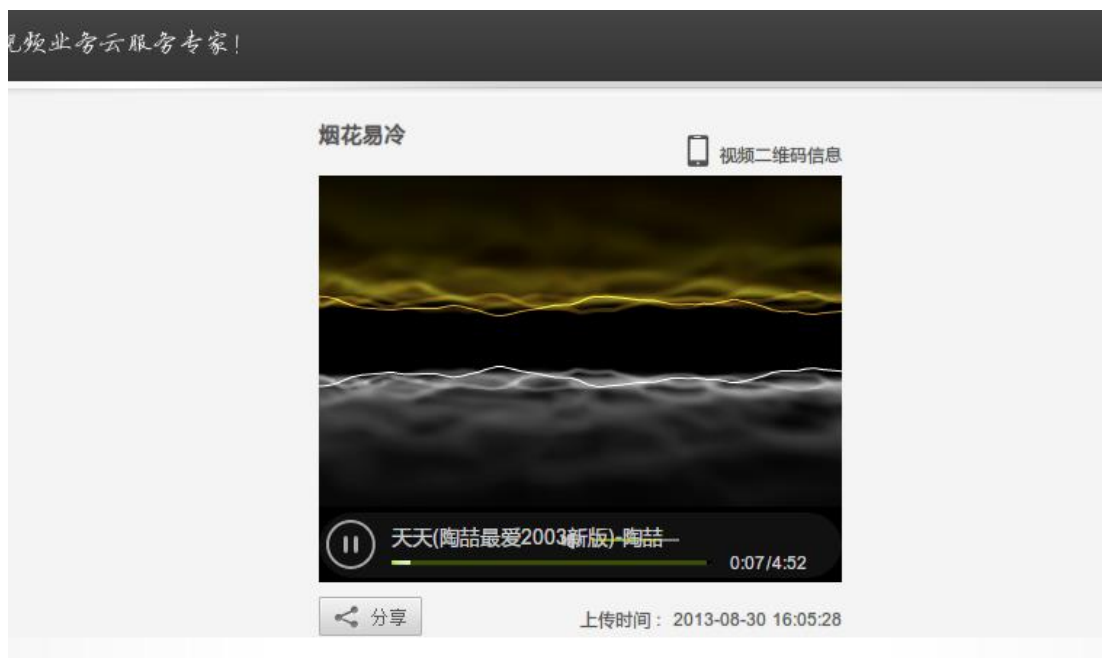 视频业务云服务专家!
烟花易冷
视频二维码信息
天天(陶喆最爱2003新版)-陶喆
0:07/4:52
分享
上传时间： 2013-08-30 16:05:28